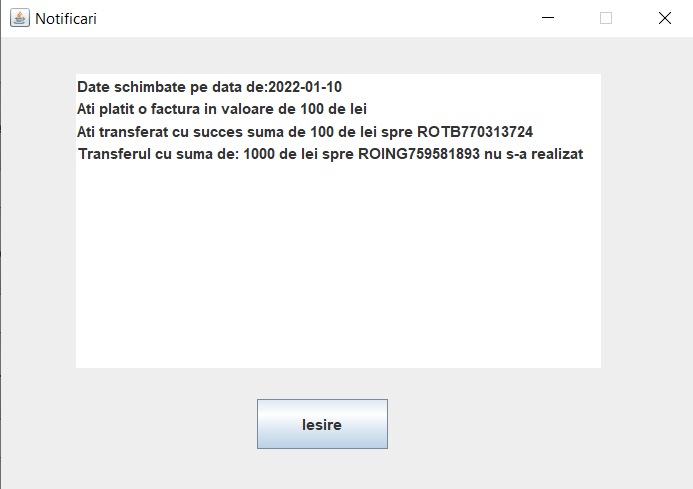 Notificari
Date schimbate pe data de:2022-01-10
Ati platit o factura in valoare de 100 de lei
Ati transferat cu succes suma de 100 de lei spre ROTB770313724
Transferul cu suma de: 1000 de lei spre ROING759581893 nu s-a realizat
Iesire